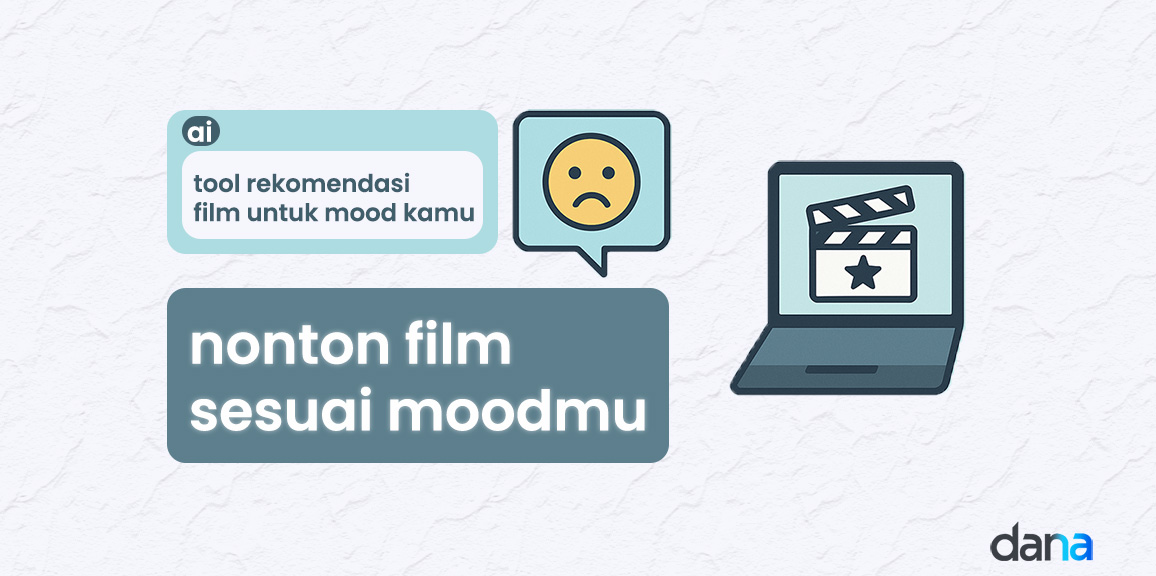 ai
tool rekomendasi
film untuk mood kamu
nonton film
sesuai moodmu
dana